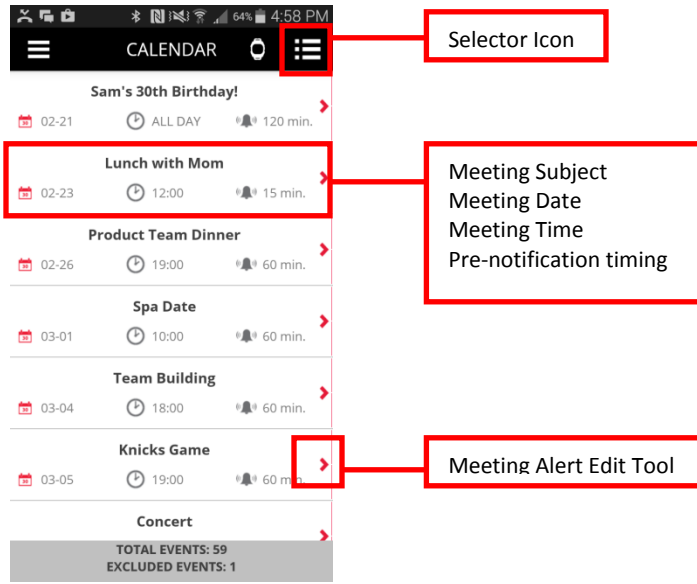 64% 4:58 PM
CALENDAR
Selector Icon
Sam's 30th Birthday!
02-21 ALL DAY 120 min.
Lunch with Mom
02-23 12:00 15 min.
Meeting Subject
Meeting Date
Meeting Time
Pre-notification timing
Product Team Dinner
02-26 19:00 60 min.
Spa Date
03-01 10:00 60 min.
Team Building
03-04 18:00 60 min.
Knicks Game
03-05 19:00 60 min.
Meeting Alert Edit Tool
Concert
TOTAL EVENTS: 59
EXCLUDED EVENTS: 1